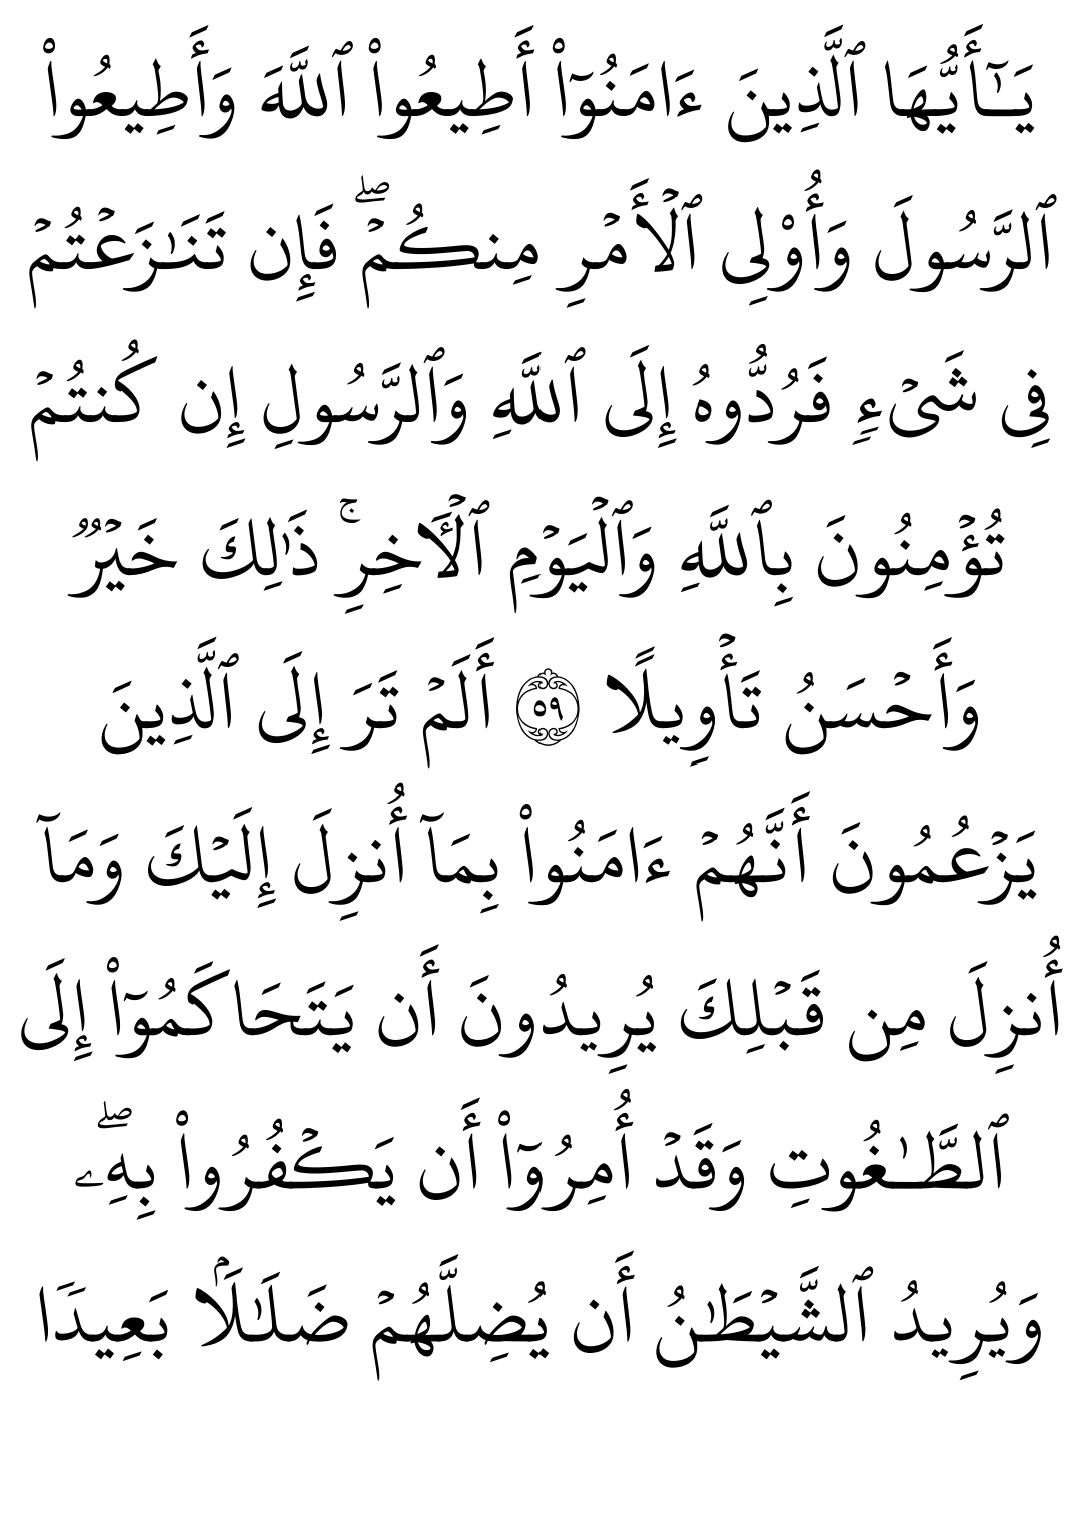 يَـٰٓأَيُّهَا ٱلَّذِينَ ءَامَنُوٓا۟ أَطِيعُوا۟ ٱللَّهَ وَأَطِيعُوا۟
ٱلرَّسُولَ وَأُو۟لِى ٱلْأَمْرِ مِنكُمْ ۖ فَإِن تَنَـٰزَعْتُمْ
فِى شَىْءٍۢ فَرُدُّوهُ إِلَى ٱللَّهِ وَٱلرَّسُولِ إِن كُنتُمْ
تُؤْمِنُونَ بِٱللَّهِ وَٱلْيَوْمِ ٱلْـَٔاخِرِ ۚ ذَٰلِكَ خَيْرٌۭ
وَأَحْسَنُ تَأْوِيلًا ۝٥٩ أَلَمْ تَرَ إِلَى ٱلَّذِينَ
يَزْعُمُونَ أَنَّهُمْ ءَامَنُوا۟ بِمَآ أُنزِلَ إِلَيْكَ وَمَآ
أُنزِلَ مِن قَبْلِكَ يُرِيدُونَ أَن يَتَحَاكَمُوٓا۟ إِلَى
ٱلطَّـٰغُوتِ وَقَدْ أُمِرُوٓا۟ أَن يَكْفُرُوا۟ بِهِۦ ۖ
وَيُرِيدُ ٱلشَّيْطَـٰنُ أَن يُضِلَّهُمْ ضَلَـٰلًۢا بَعِيدًۭا